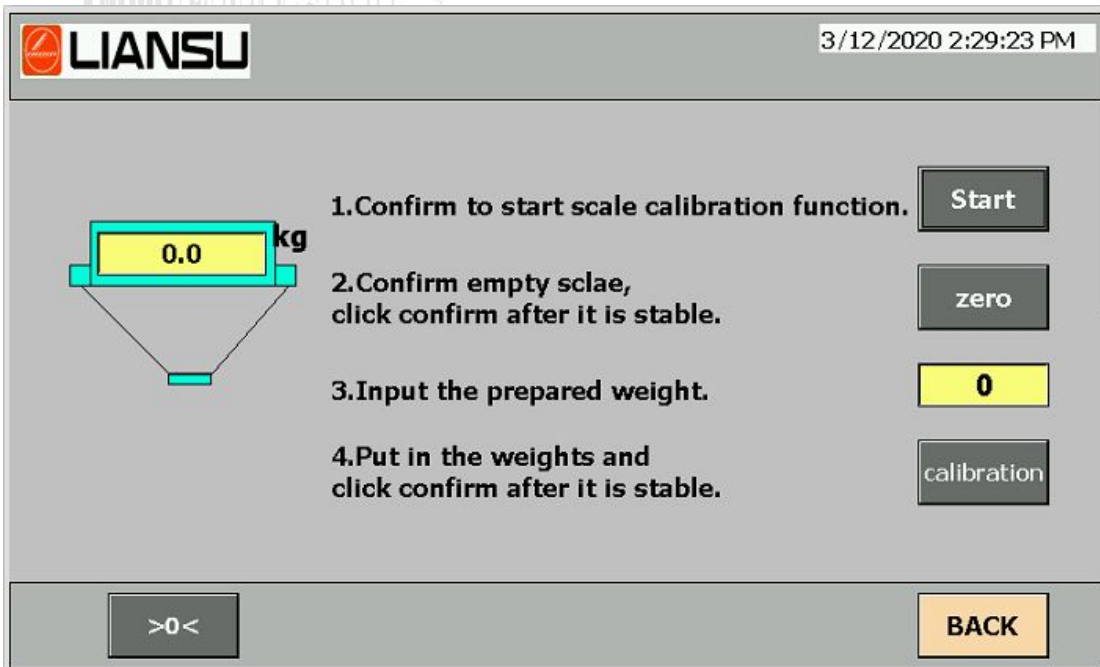 LIANSU
3/12/2020 2:29:23 PM
1.Confirm to start scale calibration function.
Start
0.0
kg
2.Confirm empty sclae,
click confirm after it is stable.
zero
3.Input the prepared weight.
0
4.Put in the weights and
click confirm after it is stable.
calibration
>0<
BACK